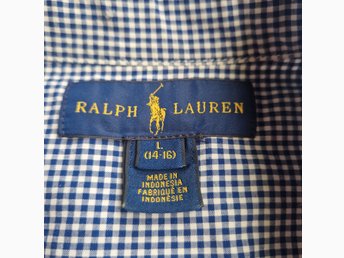 RALPH LAUREN
L
(14-16)
MADE IN
INDONESIA
FABRIQUÉ EN
INDONÉSIE